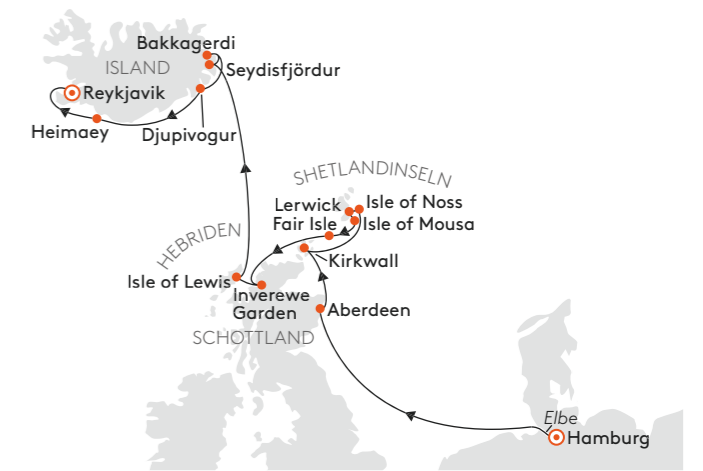 Bakkagerdi
ISLAND
Seydisfjördur
Reykjavik
Heimaey
Djupivogur
SHETLANDINSELN
Lerwick
Isle of Noss
Fair Isle
Isle of Mousa
HEBRIDEN
Kirkwall
Isle of Lewis
Inverewe
Garden
Aberdeen
SCHOTTLAND
Elbe
Hamburg